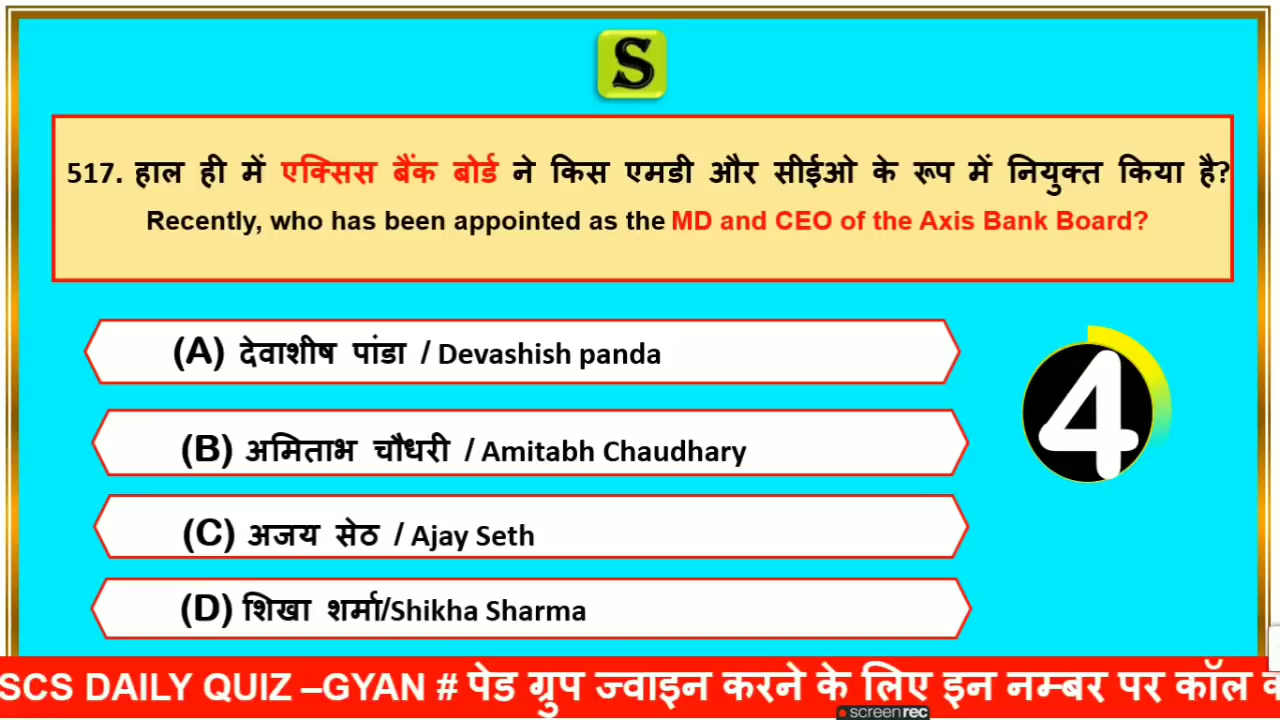 S
517. हाल ही में एक्सिस बैंक बोर्ड ने किस एमडी और सीईओ के रूप में नियुक्त किया है?
Recently, who has been appointed as the MD and CEO of the Axis Bank Board?
(A) देवाशीष पांडा / Devashish panda
4
(B) अमिताभ चौधरी / Amitabh Chaudhary
(C) अजय सेठ / Ajay Seth
(D) शिखा शर्मा/Shikha Sharma
SCS DAILY QUIZ –GYAN # पेड ग्रुप ज्वाइन करने के लिए इन नम्बर पर कॉल
screenrec